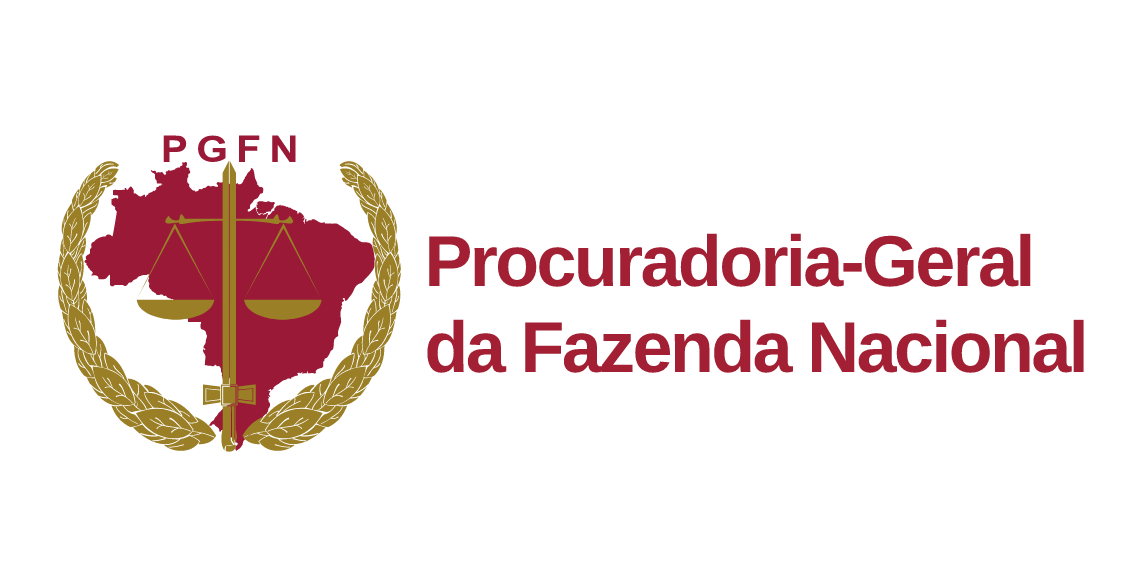 PGFN
Procuradoria-Geral
da Fazenda Nacional